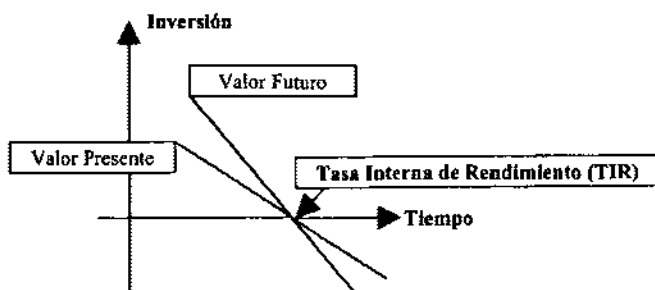 Inversión
Valor Futuro
Valor Presente
Tasa Interna de Rendimiento (TIR)
Tiempo